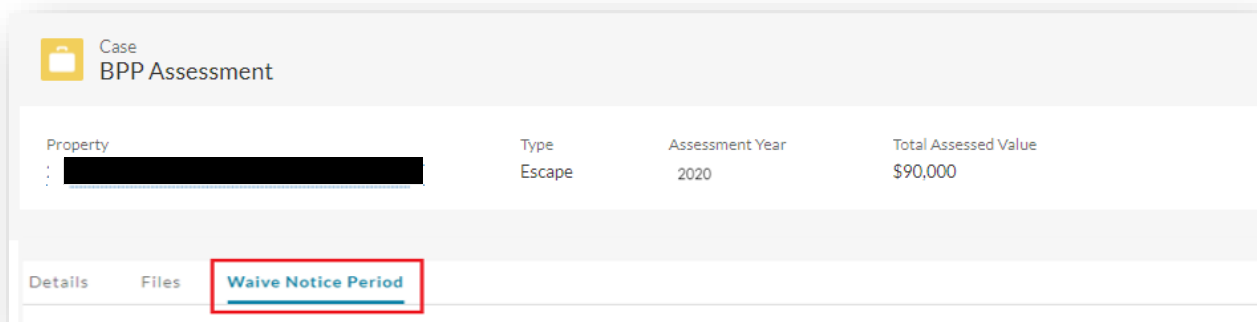 Case
BPP Assessment
Property Type Assessment Year Total Assessed Value
Escape 2020 $90,000
Details Files Waive Notice Period